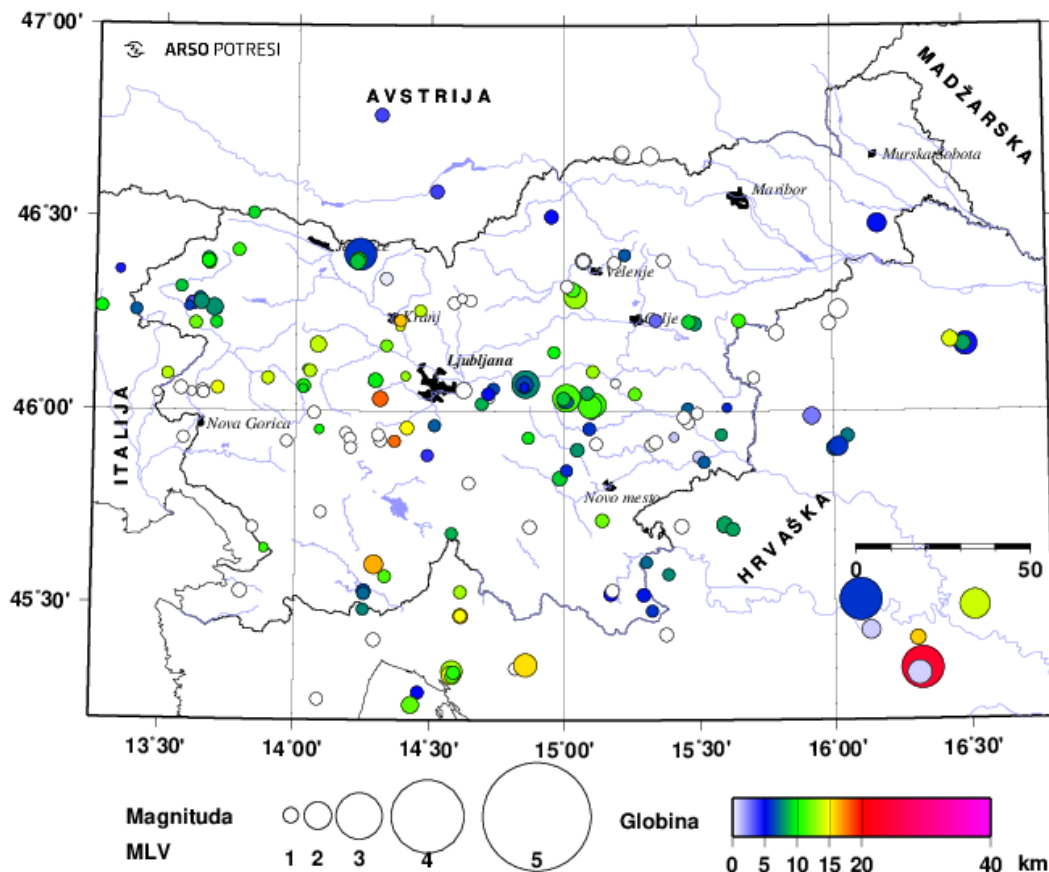 47°00'
ARSO POTRESI
AVSTRIJA
MADŽARSKA
Murska Sobota
46°30'
Maribor
Velenje
Kranj
Celje
Ljubljana
46°00'
ITALIJA
Nova Gorica
Novo mesto
HRVAŠKA
0 50
45°30'
13°30' 14°00' 14°30' 15°00' 15°30' 16°00' 16°30'
Magnituda
MLV
1 2 3 4 5
Globina
0 5 10 15 20 40 km